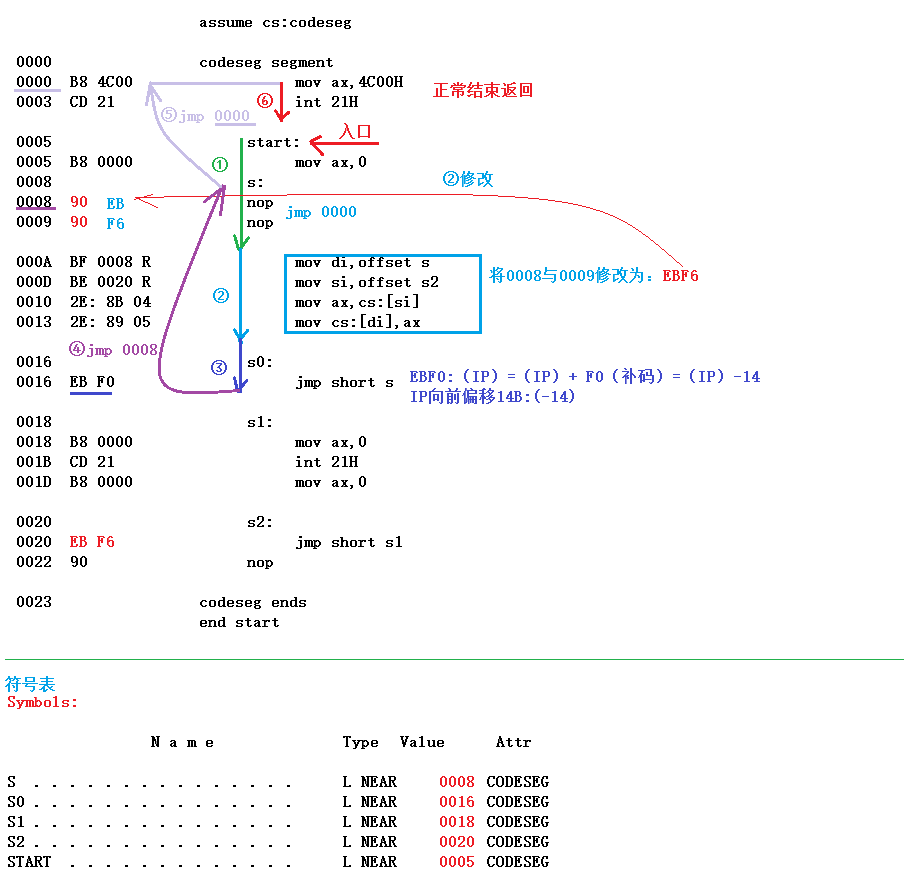 assume cs:codeseg
0000 codeseg segment
0000 B8 4C00 mov ax,4C00H 正常结束返回
0003 CD 21 ⑥ int 21H
⑤jmp 0000
0005 start: 入口
0005 B8 0000 ① mov ax,0
0008 s: ②修改
0008 90 EB nop jmp 0000
0009 90 F6 nop
000A BF 0008 R mov di,offset s
000D BE 0020 R mov si,offset s2 将0008与0009修改为：EBF6
0010 2E: 8B 04 ② mov ax,cs:[si]
0013 2E: 89 05 mov cs:[di],ax
④jmp 0008
0016 ③ s0:
0016 EB F0 jmp short s EBF0:（IP）=（IP）+ F0（补码）=（IP）-14
IP向前偏移14B:(-14)
0018 s1:
0018 B8 0000 mov ax,0
001B CD 21 int 21H
001D B8 0000 mov ax,0
0020 s2:
0020 EB F6 jmp short s1
0022 90 nop
0023 codeseg ends
end start
符号表
Symbols:
N a m e Type Value Attr
S . . . . . . . . . . . . . . . L NEAR 0008 CODESEG
S0 . . . . . . . . . . . . . . . L NEAR 0016 CODESEG
S1 . . . . . . . . . . . . . . . L NEAR 0018 CODESEG
S2 . . . . . . . . . . . . . . . L NEAR 0020 CODESEG
START . . . . . . . . . . . . . L NEAR 0005 CODESEG